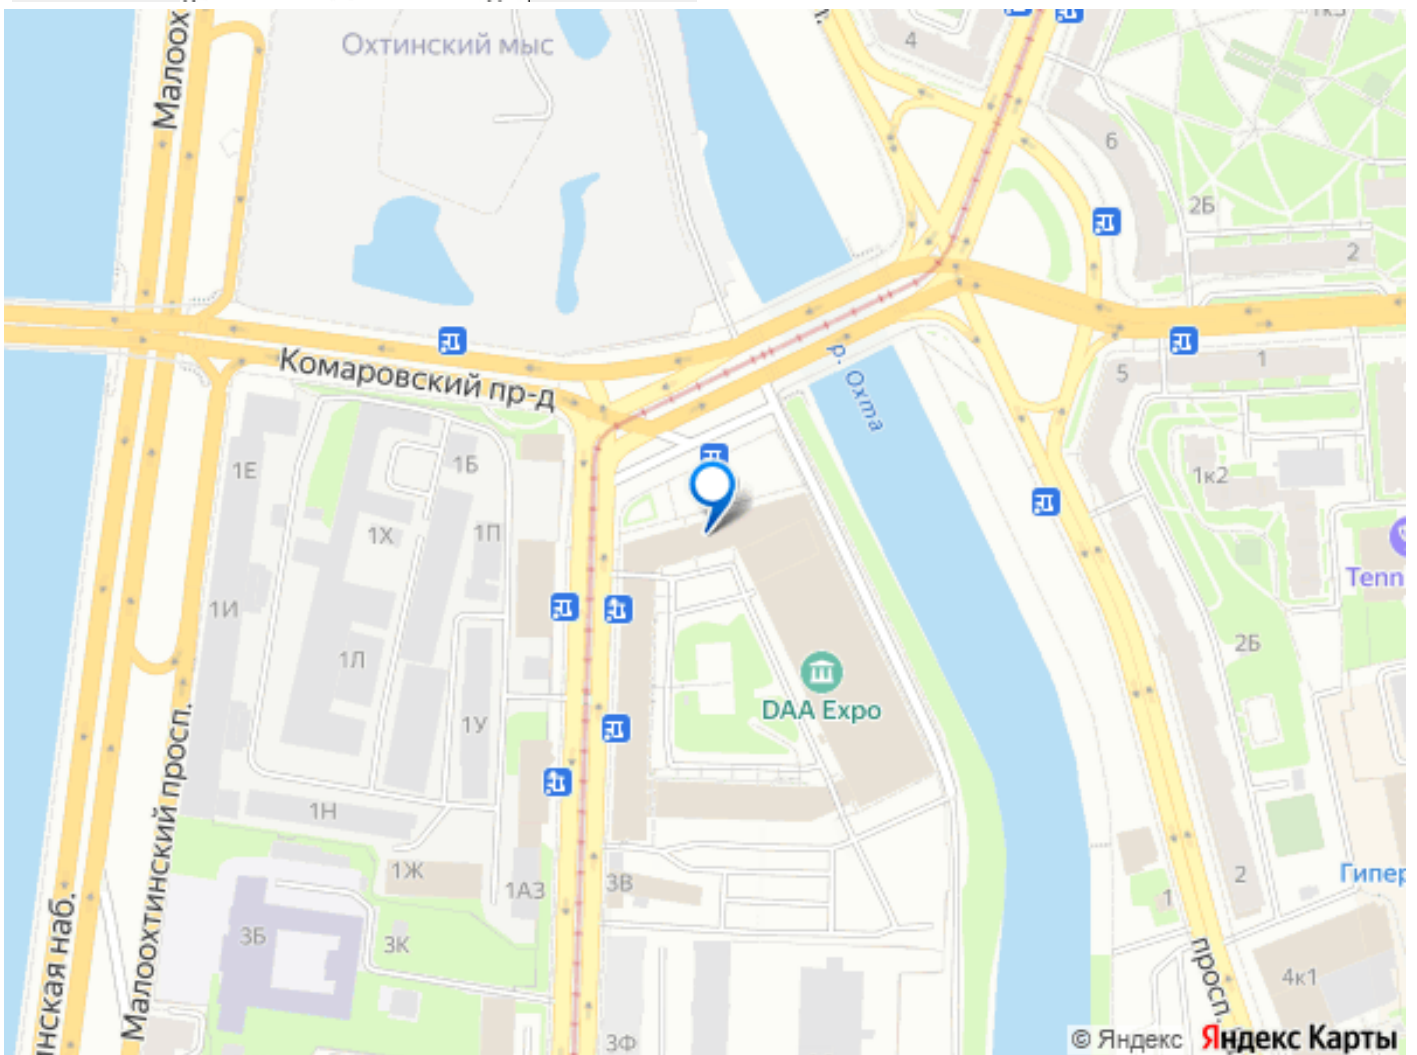 Охтинский мыс
Малоох
4
6
2Б
2
Комаровский пр-д
р. Охта
5
1
1Е
1Б
1к2
1Х
1П
Tenn
1И
1Л
2Б
DAA Expo
1У
1Н
Малоохтинский просп.
1Ж
1АЗ
3В
2
Гипер
1
3Б
3К
инская наб.
просп.
4к1
3Ф
© Яндекс Яндекс Карты